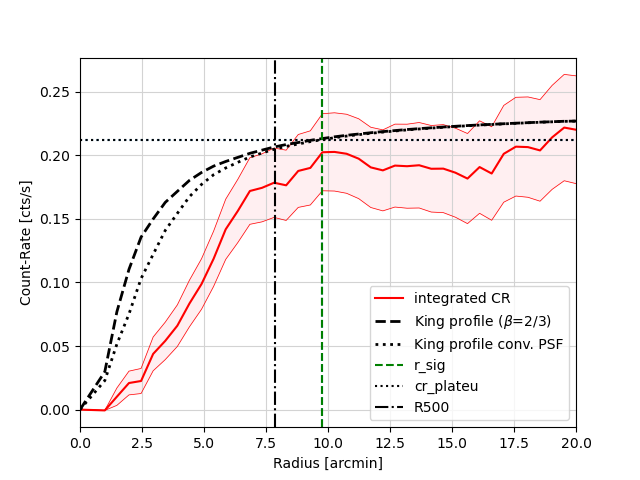 0.25
0.20
0.15
0.10
0.05
0.00
Count-Rate [cts/s]
integrated CR
King profile (β=2/3)
King profile conv. PSF
r_sig
cr_plateu
R500
0.0 2.5 5.0 7.5 10.0 12.5 15.0 17.5 20.0
Radius [arcmin]